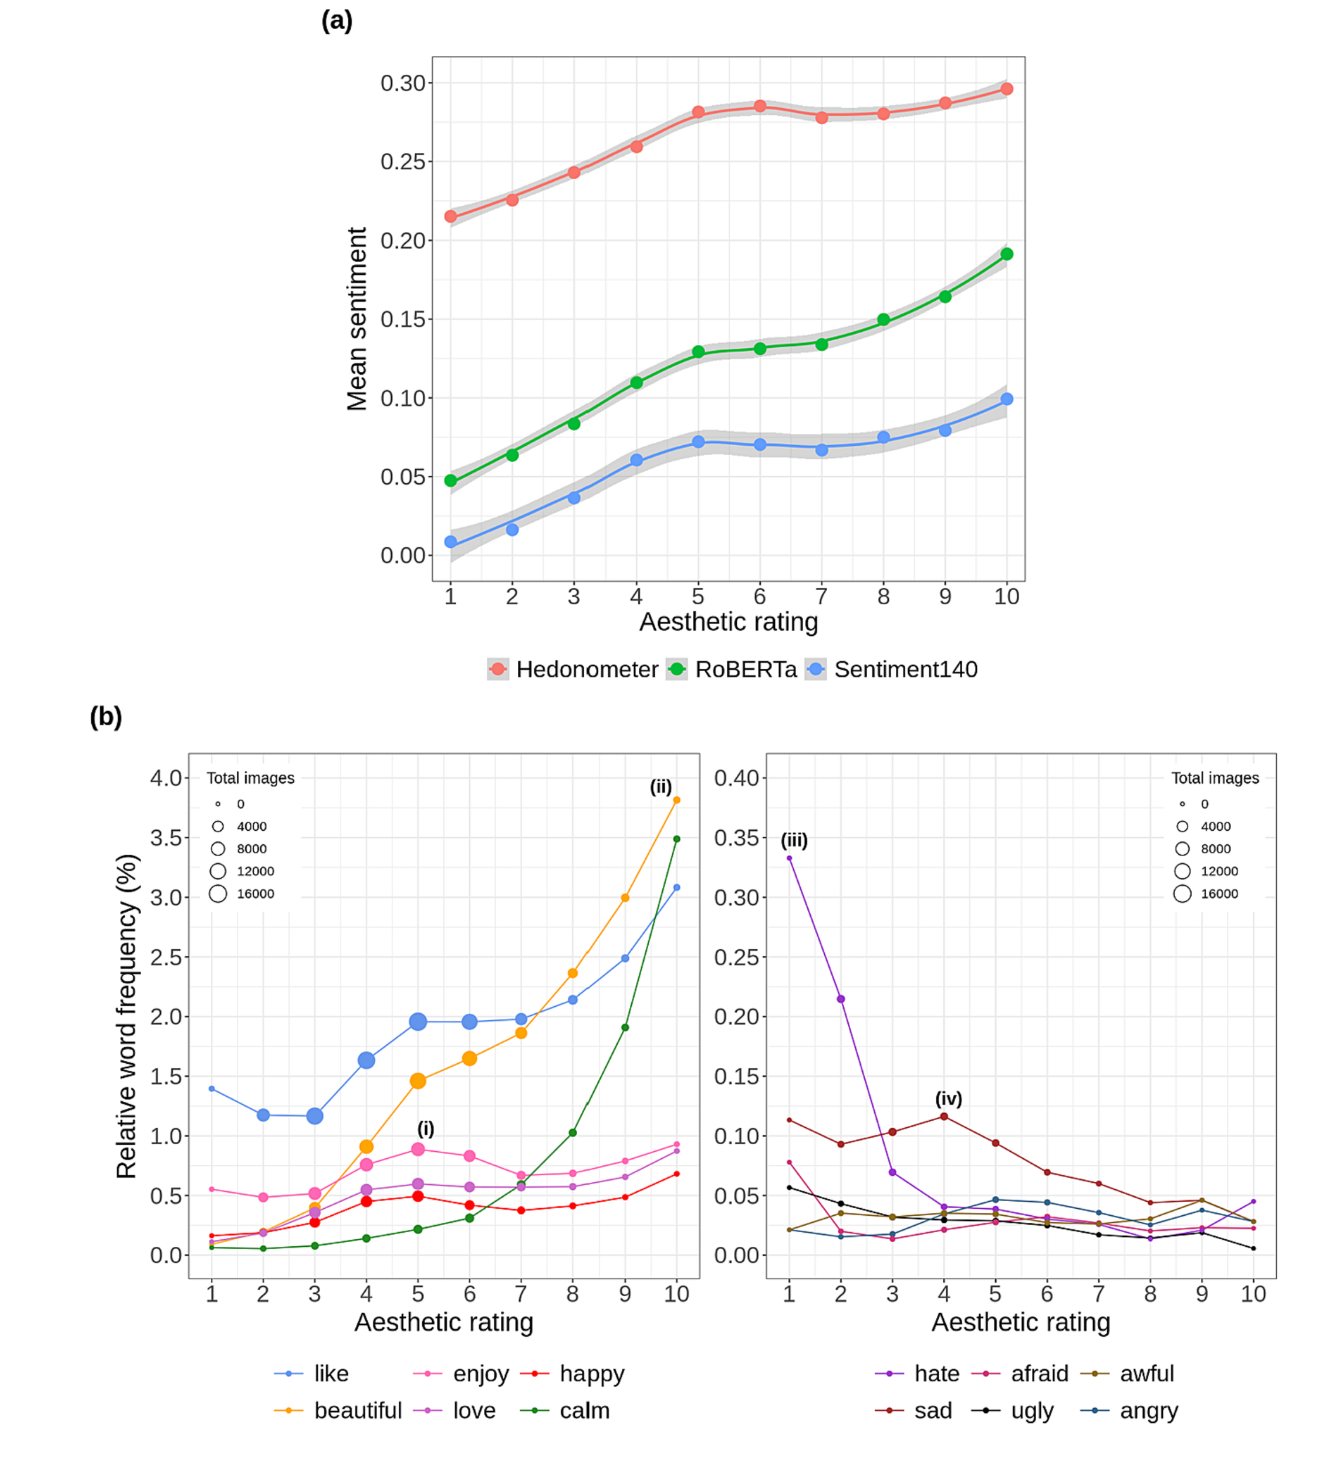 (a)
0.30
0.25
0.20
0.15
0.10
0.05
0.00
Mean sentiment
1 2 3 4 5 6 7 8 9 10
Aesthetic rating
Hedonometer RoBERTa Sentiment140
(b)
Relative word frequency (%)
4.0
3.5
3.0
2.5
2.0
1.5
1.0
0.5
0.0
Total images
0
4000
8000
12000
16000
(i)
(ii)
1 2 3 4 5 6 7 8 9 10
Aesthetic rating
like enjoy happy
beautiful love calm
0.40
0.35
0.30
0.25
0.20
0.15
0.10
0.05
0.00
Total images
0
4000
8000
12000
16000
(iii)
(iv)
1 2 3 4 5 6 7 8 9 10
Aesthetic rating
hate afraid awful
sad ugly angry